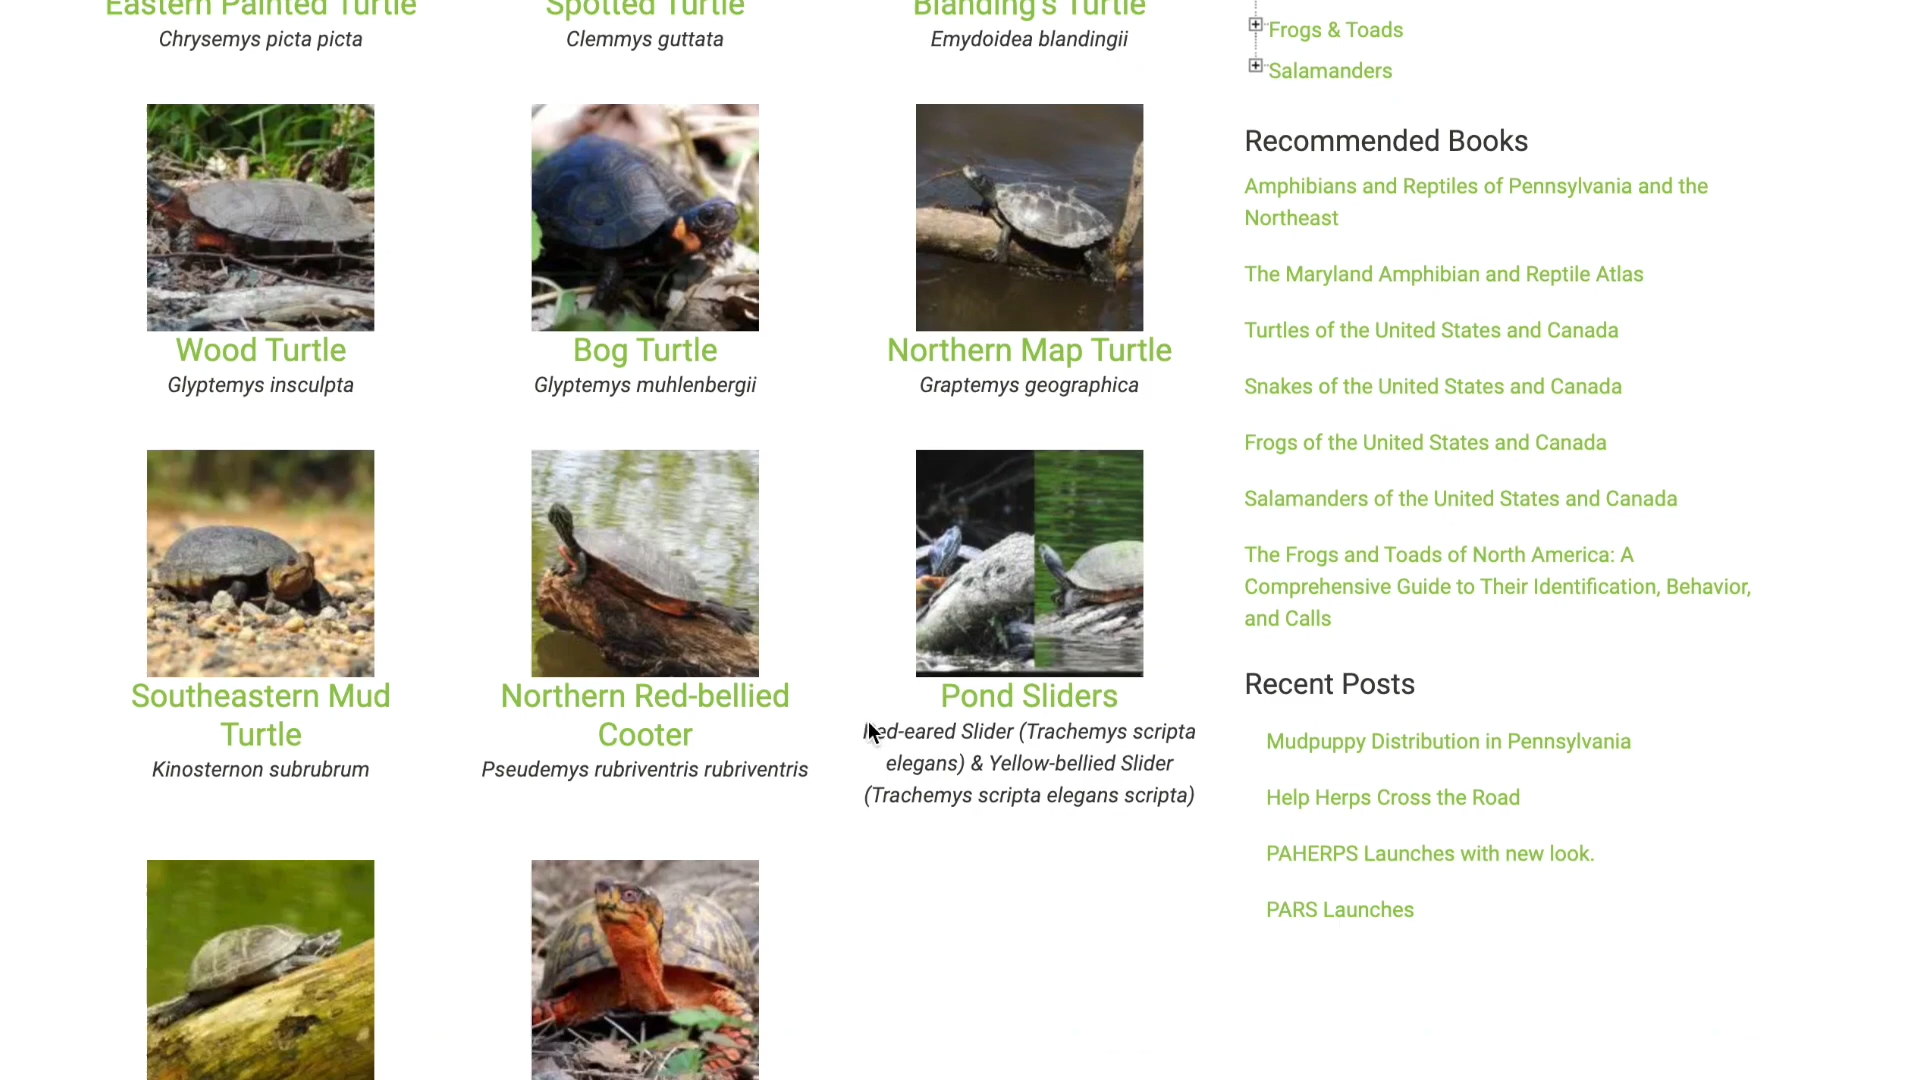 Eastern Painted Turtle
Chrysemys picta picta
Spotted Turtle
Clemmys guttata
Blanding's Turtle
Emydoidea blandingii
Wood Turtle
Glyptemys insculpta
Bog Turtle
Glyptemys muhlenbergii
Northern Map Turtle
Graptemys geographica
Southeastern Mud
Turtle
Kinosternon subrubrum
Northern Red-bellied
Cooter
Pseudemys rubriventris rubriventris
Pond Sliders
Red-eared Slider (Trachemys scripta
elegans) & Yellow-bellied Slider
(Trachemys scripta elegans scripta)
Frogs & Toads
Salamanders
Recommended Books
Amphibians and Reptiles of Pennsylvania and the
Northeast
The Maryland Amphibian and Reptile Atlas
Turtles of the United States and Canada
Snakes of the United States and Canada
Frogs of the United States and Canada
Salamanders of the United States and Canada
The Frogs and Toads of North America: A
Comprehensive Guide to Their Identification, Behavior,
and Calls
Recent Posts
Mudpuppy Distribution in Pennsylvania
Help Herps Cross the Road
PAHERPS Launches with new look.
PARS Launches